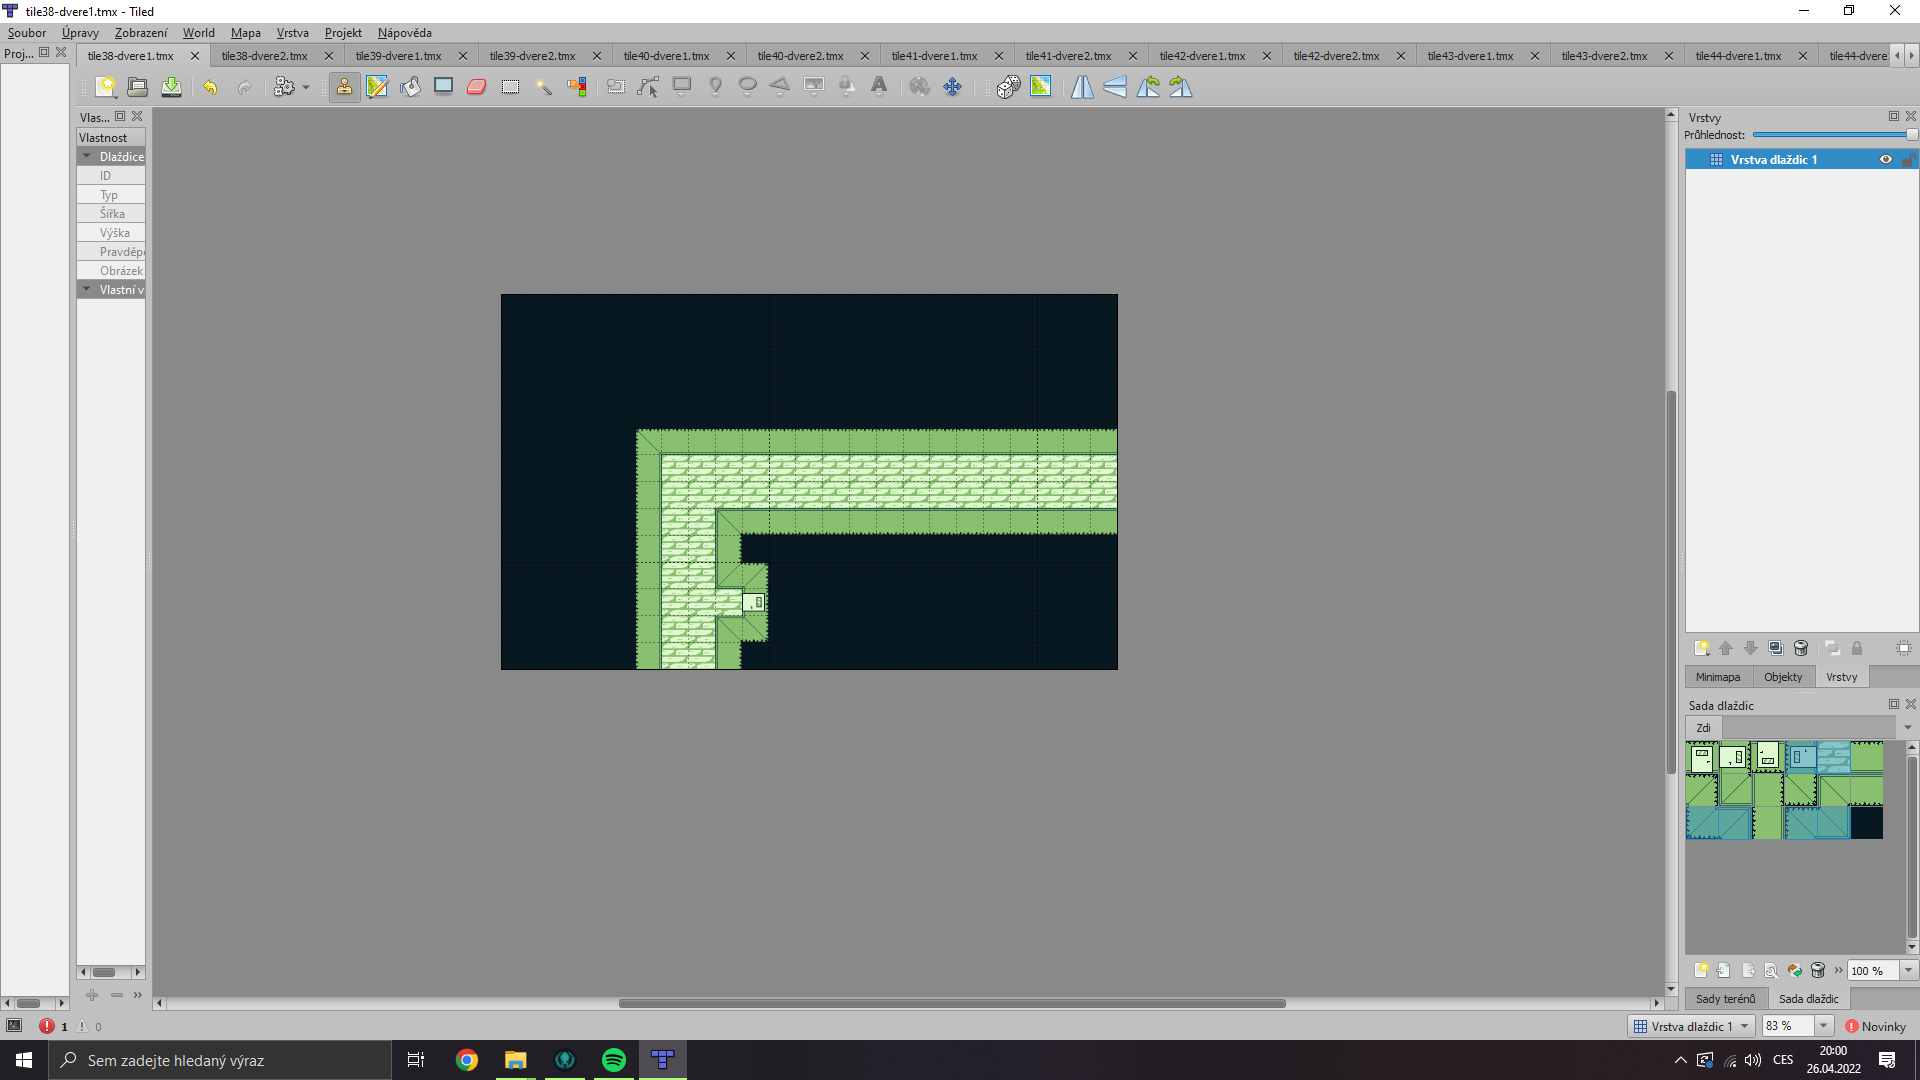 tile38-dvere1.tmx - Tiled
Soubor Úpravy Zobrazení World Mapa Vrstva Projekt Nápověda
Proj...
tile38-dvere1.tmx tile38-dvere2.tmx tile39-dvere1.tmx tile39-dvere2.tmx tile40-dvere1.tmx tile40-dvere2.tmx tile41-dvere1.tmx tile41-dvere2.tmx tile42-dvere1.tmx tile42-dvere2.tmx tile43-dvere1.tmx tile43-dvere2.tmx tile44-dvere1.tmx tile44-dvere
Vlas...
Vlastnost
Dlaždice
ID
Typ
Šířka
Výška
Pravděp
Obrázek
Vlastní v
Vrstvy
Průhlednost:
Vrstva dlaždic 1
Minimapa Objekty Vrstvy
Sada dlaždic
Zdi
100 %
Sady terénů Sada dlaždic
1 0
Vrstva dlaždic 1 83 % Novinky
Sem zadejte hledaný výraz
CES
20:00
26.04.2022